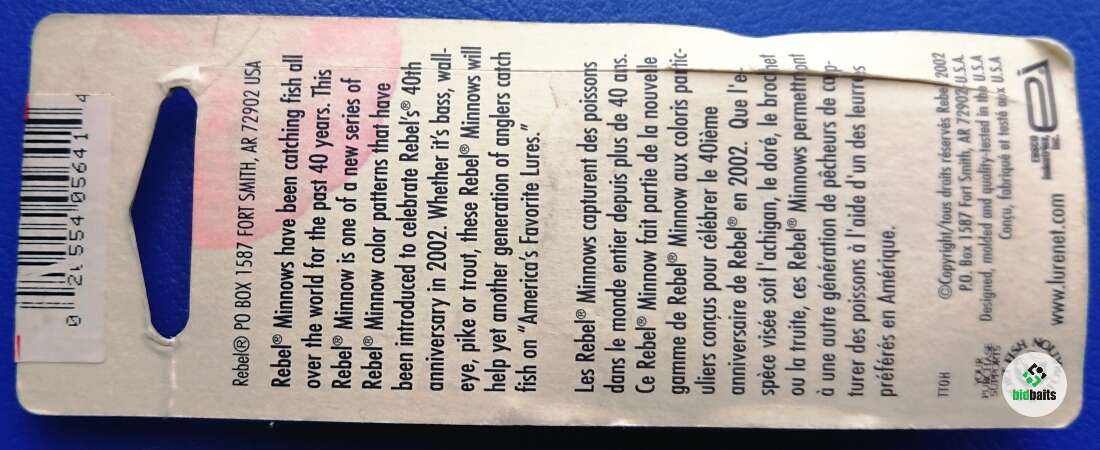 0 21554 05641 4
Rebel® PO BOX 1587 FORT SMITH, AR 72902 USA
Rebel® Minnows have been catching fish all
over the world for the past 40 years. This
Rebel® Minnow is one of a new series of
Rebel® Minnow color patterns that have
been introduced to celebrate Rebel's® 40th
anniversary in 2002. Whether it's bass, wall-
eye, pike or trout, these Rebel® Minnows will
help yet another generation of anglers catch
fish on "America's Favorite Lures."
Les Rebel® Minnows capturent des poissons
dans le monde entier depuis plus de 40 ans.
Ce Rebel® Minnow fait partie de la nouvelle
gamme de Rebel® Minnow aux coloris partic-
uliers conçus pour célébrer le 40ième
anniversaire de Rebel® en 2002. Que l'e-
spèce visée soit l'achigan, le doré, le brochet
ou la truite, ces Rebel® Minnows permettront
à une autre génération de pêcheurs de cap-
turer des poissons à l'aide d'un des leurres
préférés en Amérique.
TTOH
©Copyright/tous droits réservés Rebel 2002
P.O. Box 1587 Fort Smith, AR 72902 U.S.A.
Designed, molded and quality-tested in the U.S.A
Conçu, fabriqué et testé aux U.S.A
YOUR
PURCHASE
SUPPORTS
www.lurenet.com
bidbaits